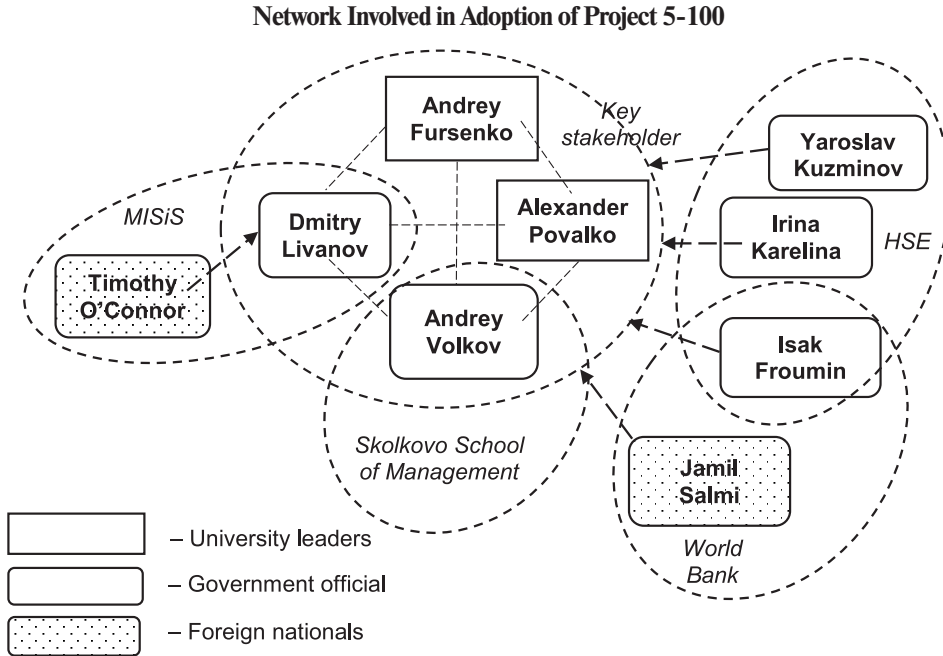 Network Involved in Adoption of Project 5-100
Andrey
Fursenko
Key
stakeholder
Yaroslav
Kuzminov
MISiS
Dmitry
Livanov
Alexander
Povalko
Irina
Karelina
HSE
Timothy
O’Connor
Andrey
Volkov
Isak
Froumin
Skolkovo School
of Management
Jamil
Salmi
World
Bank
– University leaders
– Government official
– Foreign nationals